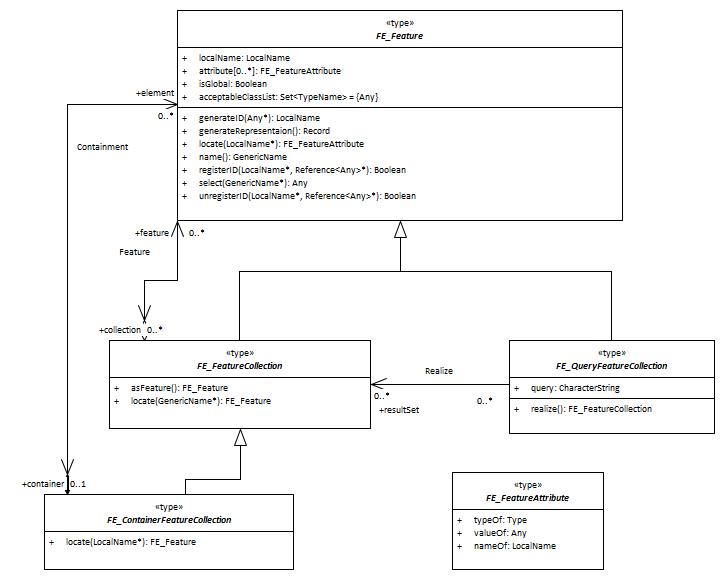 «type»
FE_Feature
+ localName: LocalName
+ attribute[0..*]: FE_FeatureAttribute
+ isGlobal: Boolean
+ acceptableClassList: Set<TypeName> = {Any}
+ generateID(Any*): LocalName
+ generateRepresentaion(): Record
+ locate(LocalName*): FE_FeatureAttribute
+ name(): GenericName
+ registerID(LocalName*, Reference<Any>*): Boolean
+ select(GenericName*): Any
+ unregisterID(LocalName*, Reference<Any>*): Boolean
+element
0..*
Containment
+feature
0..*
Feature
+collection 0..*
«type»
FE_FeatureCollection
+ asFeature(): FE_Feature
+ locate(GenericName*): FE_Feature
Realize
0..*
+resultSet
0..*
«type»
FE_QueryFeatureCollection
+ query: CharacterString
+ realize(): FE_FeatureCollection
+container 0..1
«type»
FE_ContainerFeatureCollection
+ locate(LocalName*): FE_Feature
«type»
FE_FeatureAttribute
+ typeOf: Type
+ valueOf: Any
+ nameOf: LocalName